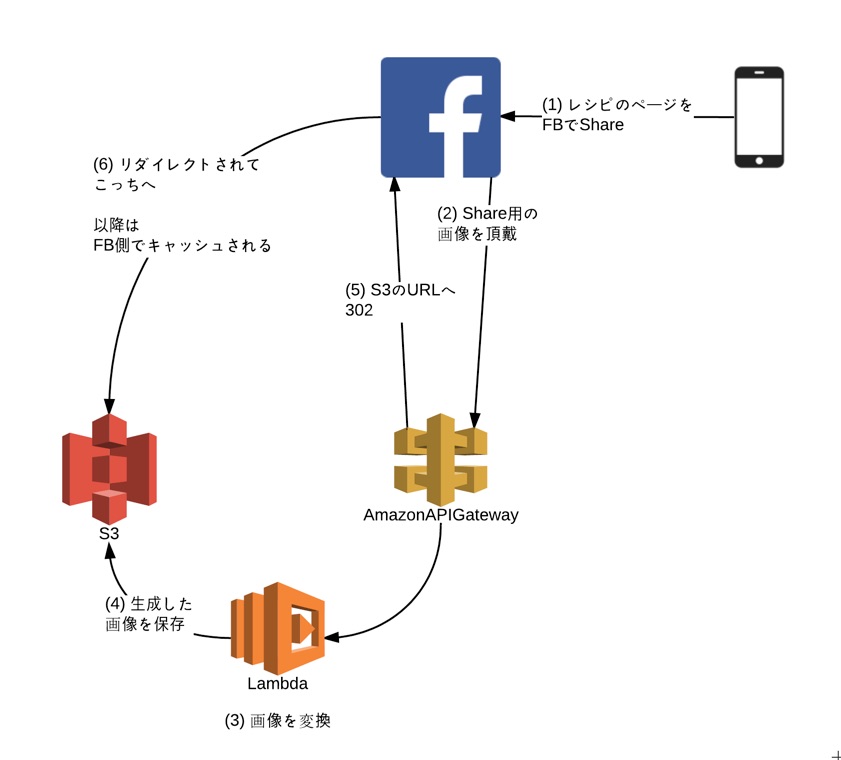 (1) レシピのページを
FBでShare
(6) リダイレクトされて
こっちへ
以降は
FB側でキャッシュされる
(2) Share用の
画像を頂戴
(5) S3のURLへ
302
AmazonAPIGateway
S3
(4) 生成した
画像を保存
Lambda
(3) 画像を変換